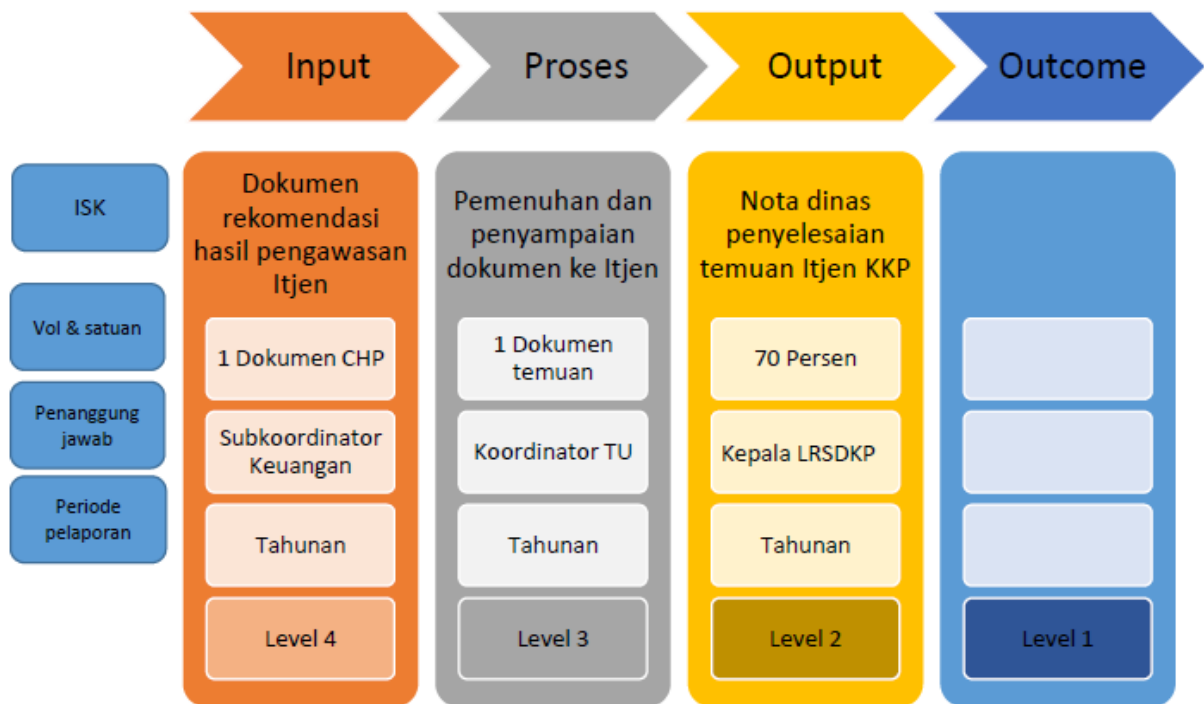 Input
Proses
Output
Outcome
ISK
Dokumen
rekomendasi
hasil pengawasan
Itjen
Pemenuhan dan
penyampaian
dokumen ke Itjen
Nota dinas
penyelesaian
temuan Itjen KKP
Vol & satuan
1 Dokumen CHP
1 Dokumen
temuan
70 Persen
Penanggung
jawab
Subkoordinator
Keuangan
Koordinator TU
Kepala LRSDKP
Periode
pelaporan
Tahunan
Tahunan
Tahunan
Level 4
Level 3
Level 2
Level 1